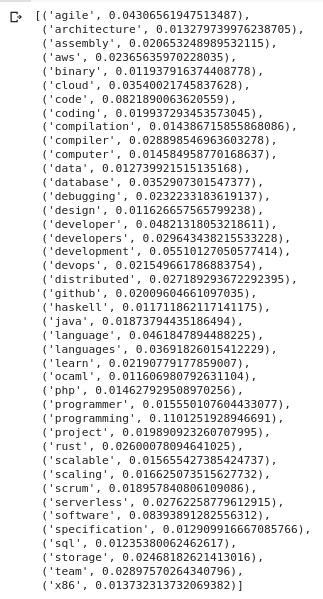 [('agile', 0.04306561947513487),
('architecture', 0.013279739976238705),
('assembly', 0.020653248989532115),
('aws', 0.02365635970228035),
('binary', 0.011937916374408778),
('cloud', 0.03540021745837628),
('code', 0.0821890063620559),
('coding', 0.019937293453573045),
('compilation', 0.014386715855868086),
('compiler', 0.028898546963603278),
('computer', 0.014584958770168637),
('data', 0.012739921515135168),
('database', 0.0352907301547377),
('debugging', 0.0232233183619137),
('design', 0.011626657565799238),
('developer', 0.04821318053218611),
('developers', 0.029643438215533228),
('development', 0.05510127050577414),
('devops', 0.021549661786883754),
('distributed', 0.027189293672292395),
('github', 0.02009604661097035),
('haskell', 0.011711862117141175),
('java', 0.01873794435186494),
('language', 0.0461847894488225),
('languages', 0.03691826015412229),
('learn', 0.02190779177859007),
('ocaml', 0.011606980792631104),
('php', 0.014627929508970256),
('programmer', 0.015550107604433077),
('programming', 0.1101251928946691),
('project', 0.019890923260707995),
('rust', 0.02600078094641025),
('scalable', 0.015655427385424737),
('scaling', 0.016625073515627732),
('scrum', 0.018957840806109086),
('serverless', 0.02762258779612915),
('software', 0.08393891282556312),
('specification', 0.012909916667085766),
('sql', 0.01235380062462617),
('storage', 0.02468182621413016),
('team', 0.02897570264340796),
('x86', 0.013732313732069382)]